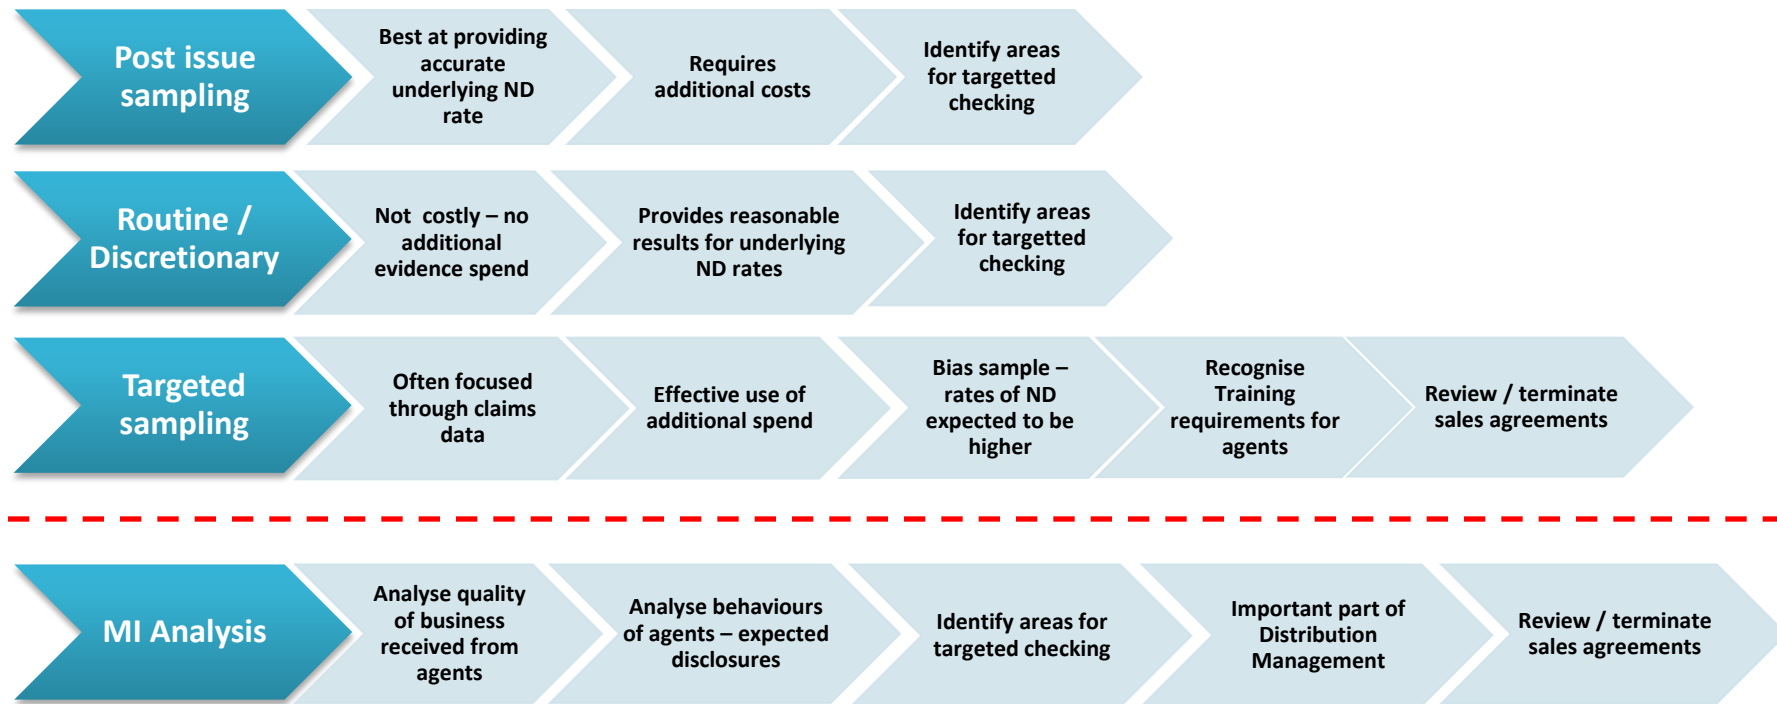 Post issue
sampling
Best at providing
accurate
underlying ND
rate
Requires
additional costs
Identify areas
for targetted
checking
Routine /
Discretionary
Not costly – no
additional
evidence spend
Provides reasonable
results for underlying
ND rates
Identify areas
for targetted
checking
Targeted
sampling
Often focused
through claims
data
Effective use of
additional spend
Bias sample –
rates of ND
expected to be
higher
Recognise
Training
requirements for
agents
Review / terminate
sales agreements
MI Analysis
Analyse quality
of business
received from
agents
Analyse behaviours
of agents – expected
disclosures
Identify areas for
targeted checking
Important part of
Distribution
Management
Review / terminate
sales agreements